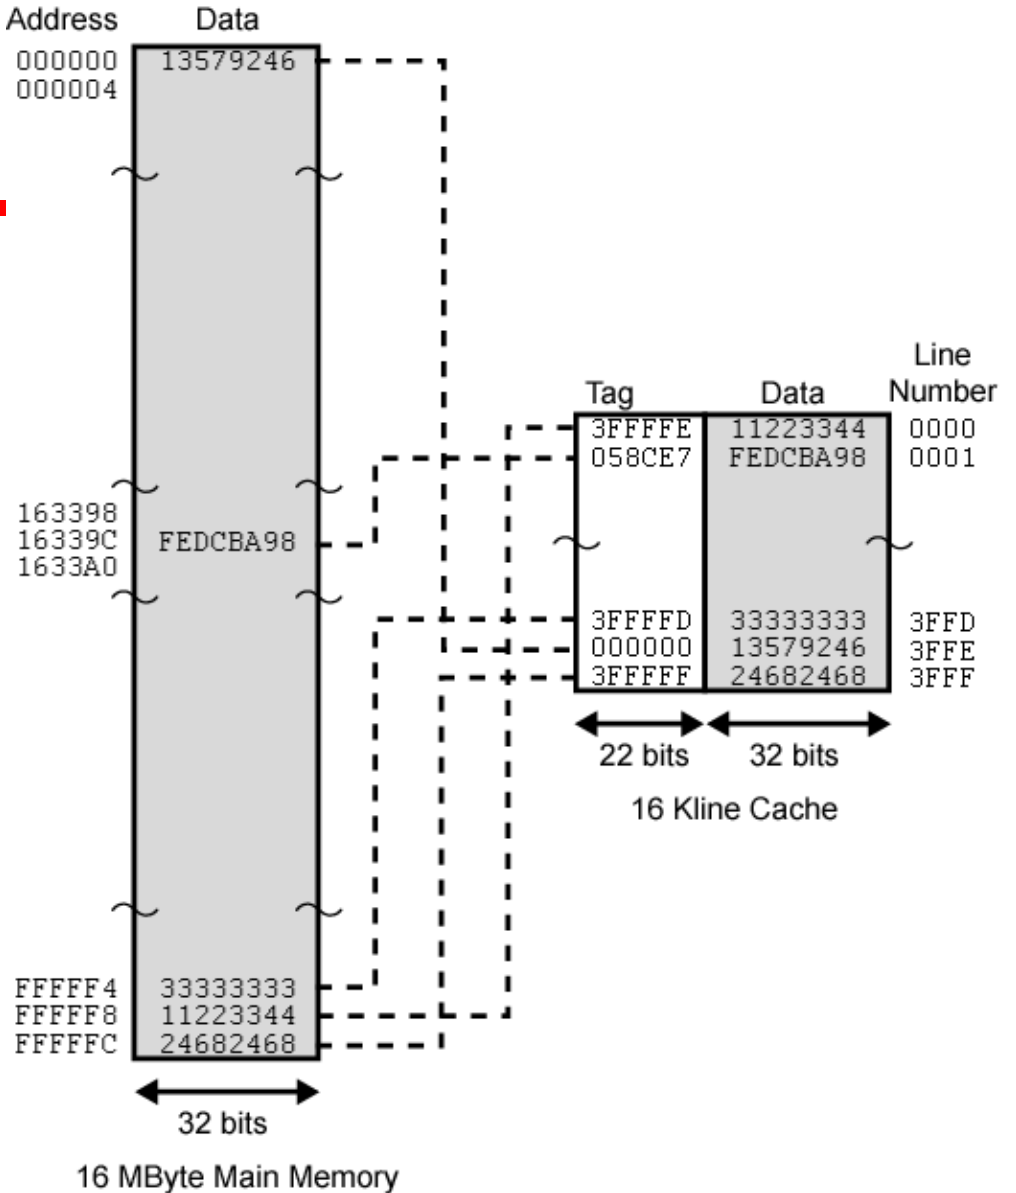 Address Data
000000 13579246
000004
Line
Number
Tag Data
3FFFFE 11223344 0000
058CE7 FEDCBA98 0001
163398
16339C FEDCBA98
1633A0
3FFFFD 33333333 3FFD
000000 13579246 3FFE
3FFFFF 24682468 3FFF
22 bits 32 bits
16 Kline Cache
FFFFF4 33333333
FFFFF8 11223344
FFFFFC 24682468
32 bits
16 MByte Main Memory